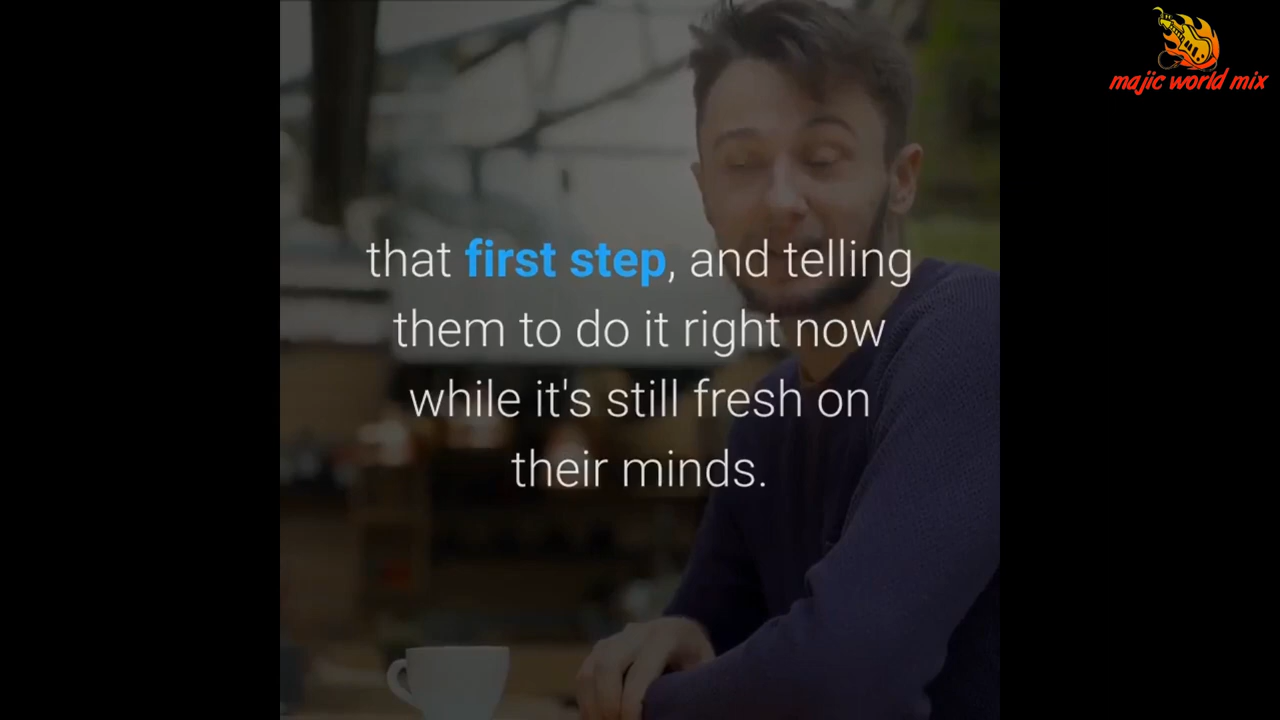 majic world mix
that first step, and telling
them to do it right now
while it's still fresh on
their minds.